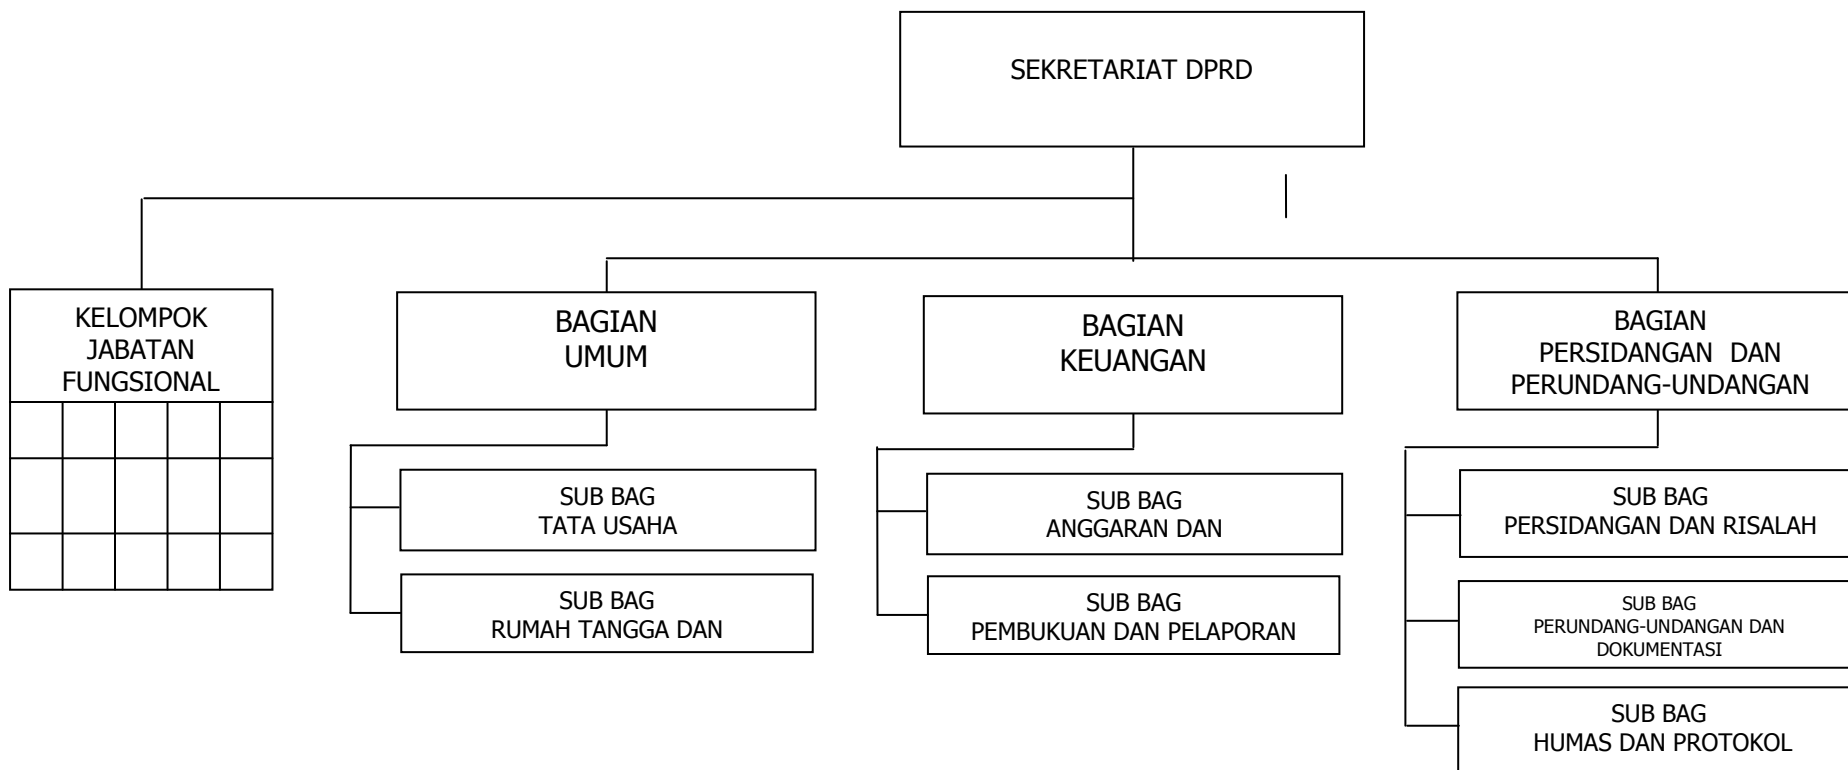 SEKRETARIAT DPRD
KELOMPOK
JABATAN
FUNGSIONAL
BAGIAN
UMUM
BAGIAN
KEUANGAN
BAGIAN
PERSIDANGAN DAN
PERUNDANG-UNDANGAN
SUB BAG
TATA USAHA
SUB BAG
RUMAH TANGGA DAN
SUB BAG
ANGGARAN DAN
SUB BAG
PEMBUKUAN DAN PELAPORAN
SUB BAG
PERSIDANGAN DAN RISALAH
SUB BAG
PERUNDANG-UNDANGAN DAN
DOKUMENTASI
SUB BAG
HUMAS DAN PROTOKOL